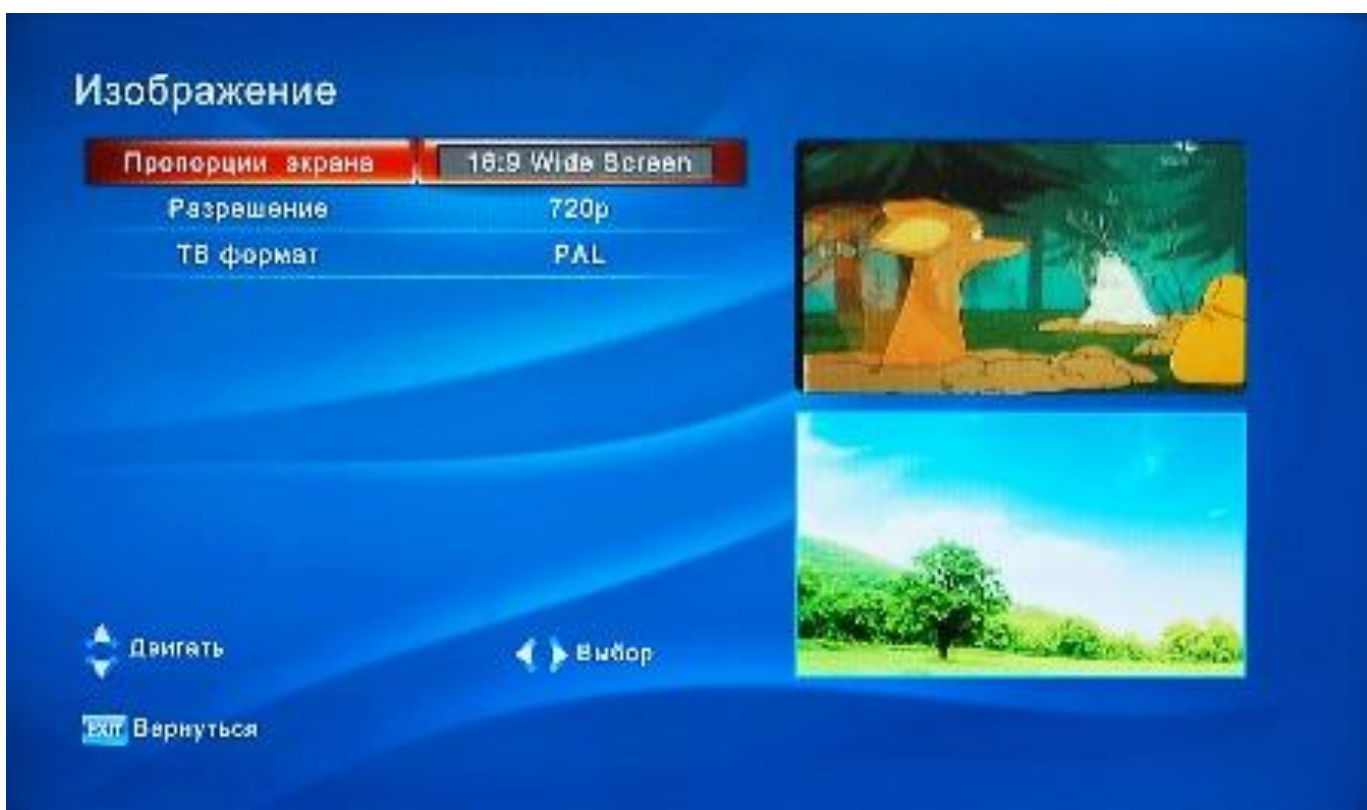 Изображение
Пропорции экрана 16:9 Wide Screen
Разрешение 720p
ТВ формат PAL
Двигать Выбор
EXIT Вернуться